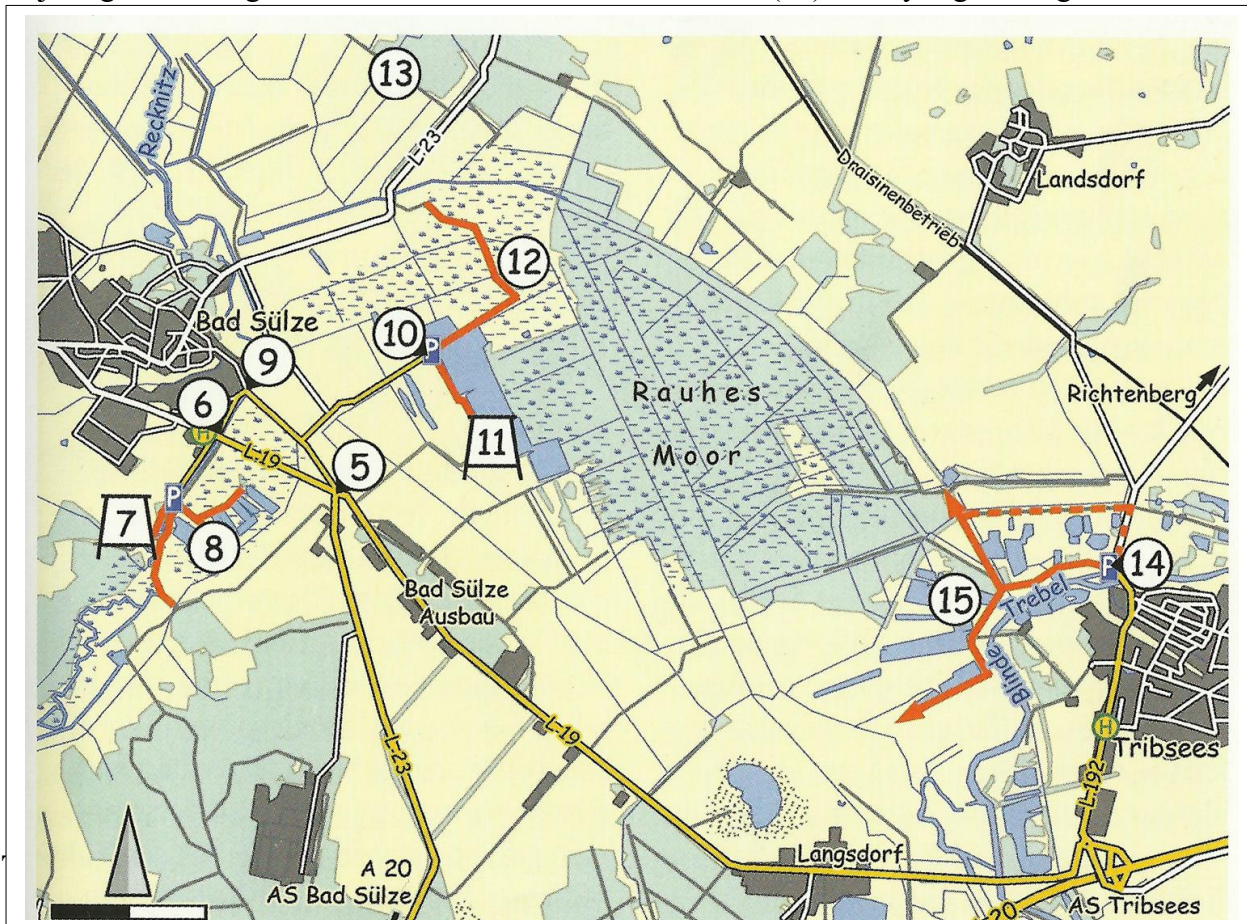 13
Recknitz
L-23
Draisinenbetrieb
Landsdorf
12
Bad Sülze
10
P
9
Richtenberg
6
H
Rauhes
Moor
11
L-19
5
P
7
8
14
P
15
Trebel
Blinde
Bad Sülze
Ausbau
H
Tribsees
L-19
L-23
L-192
Langsdorf
A 20
AS Bad Sülze
AS Tribsees
-20